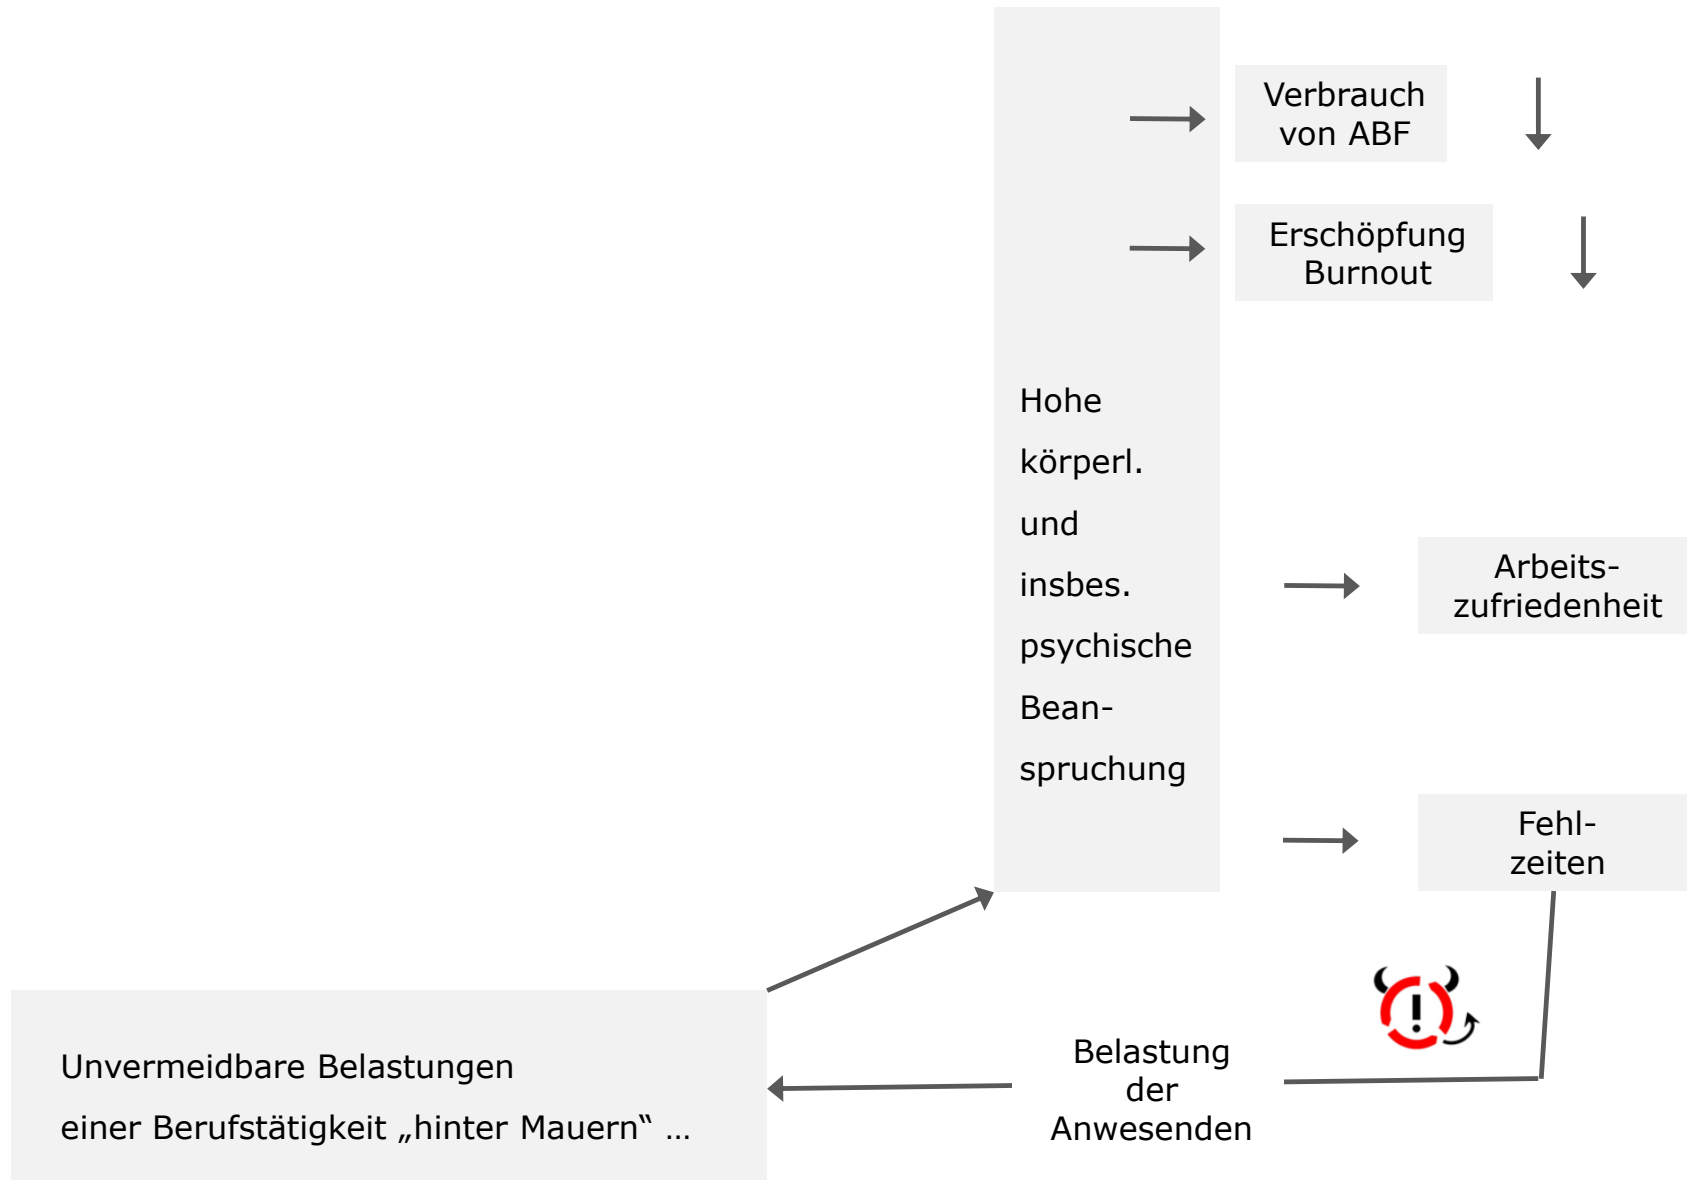 Verbrauch
von ABF
Erschöpfung
Burnout
Hohe
körperl.
und
insbes.
psychische
Bean-
spruchung
Arbeits-
zufriedenheit
Fehl-
zeiten
Belastung
der
Anwesenden
Unvermeidbare Belastungen
einer Berufstätigkeit „hinter Mauern“ …